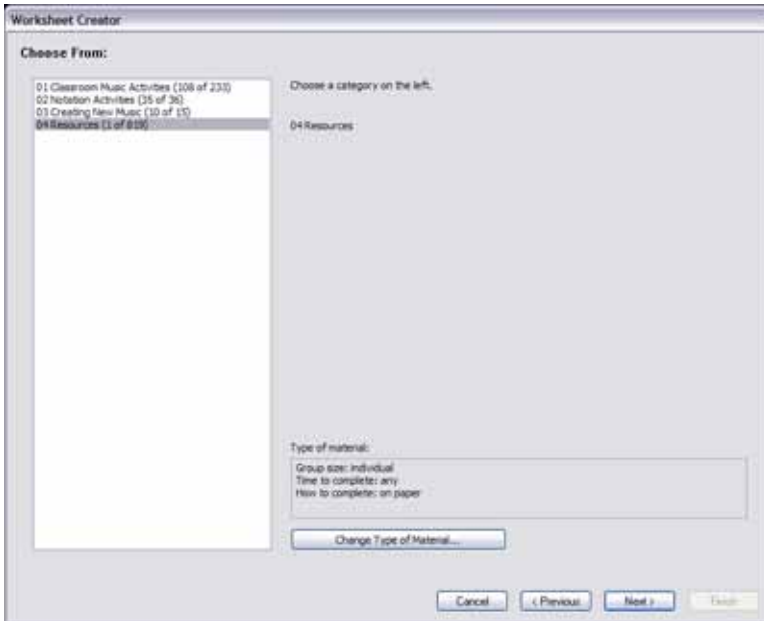 Worksheet Creator
Choose From:
01 Classroom Music Activities (108 of 233)
02 Notation Activities (35 of 36)
03 Creating New Music (10 of 15)
04 Resources (1 of 819)
Choose a category on the left.
04 Resources
Type of material:
Group size: individual
Time to complete: any
How to complete: on paper
Change Type of Material...
Cancel
< Previous
Next >
Finish